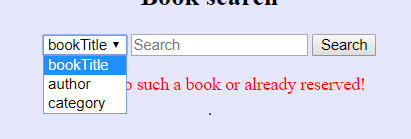 Book search
bookTitle Search Search
bookTitle
author such a book or already reserved!
category
.